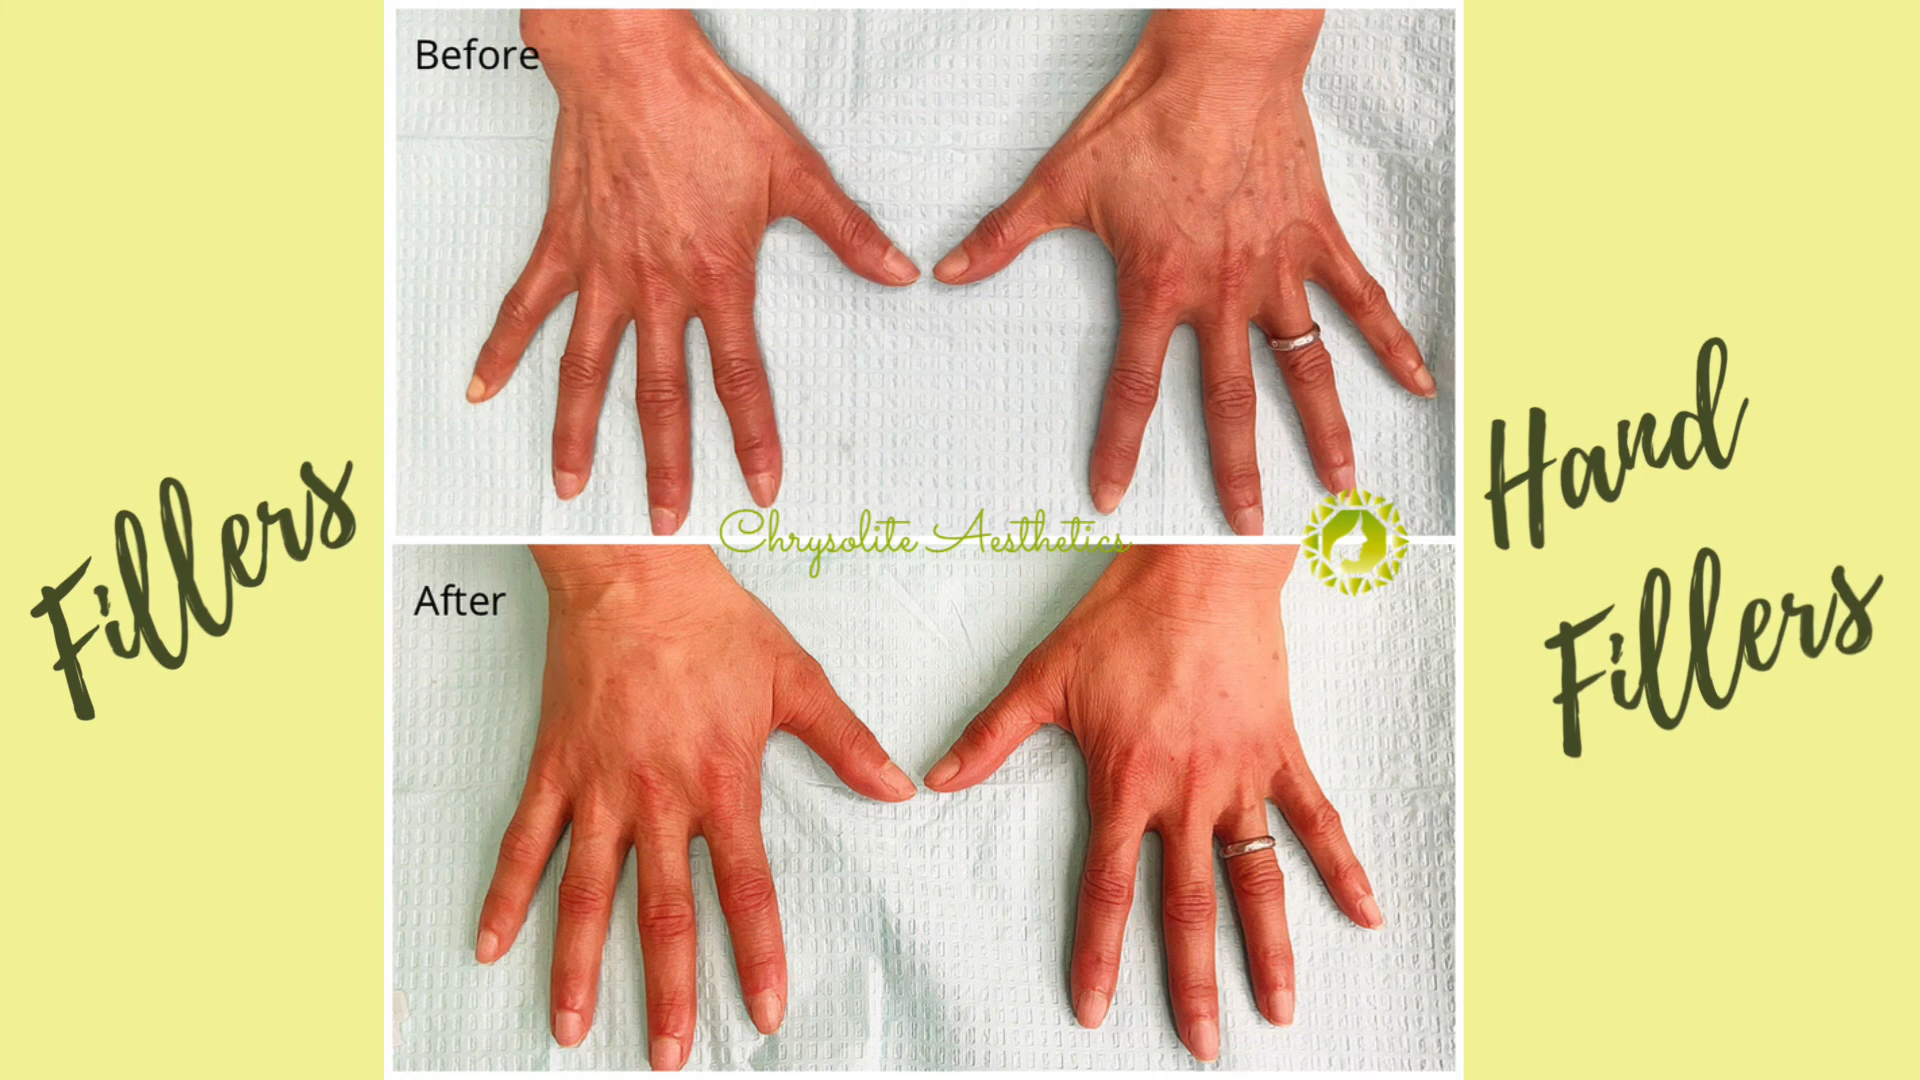 Before
Chrysolite Aesthetics
After
Fillers
Hand
Fillers